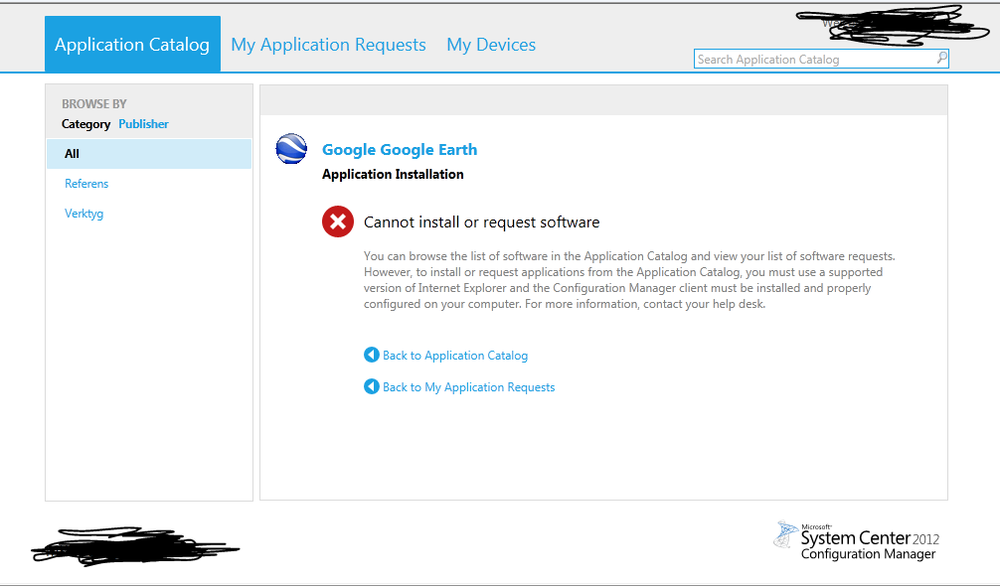 Application Catalog
My Application Requests
My Devices
Search Application Catalog
BROWSE BY
Category Publisher
All
Referens
Verktyg
Google Google Earth
Application Installation
Cannot install or request software
You can browse the list of software in the Application Catalog and view your list of software requests.
However, to install or request applications from the Application Catalog, you must use a supported
version of Internet Explorer and the Configuration Manager client must be installed and properly
configured on your computer. For more information, contact your help desk.
Back to Application Catalog
Back to My Application Requests
Microsoft®
System Center 2012
Configuration Manager